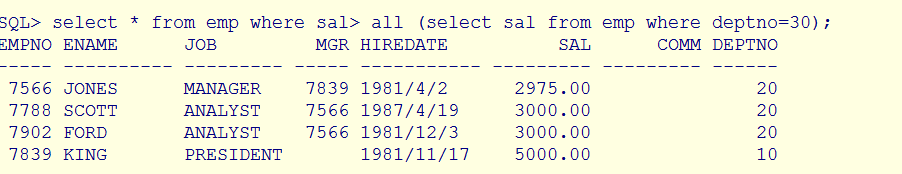 SQL> select * from emp where sal> all (select sal from emp where deptno=30);
EMPNO ENAME      JOB         MGR HIREDATE          SAL      COMM DEPTNO
----- ---------- --------- ----- ----------- --------- --------- ------
 7566 JONES      MANAGER    7839 1981/4/2      2975.00               20
 7788 SCOTT      ANALYST    7566 1987/4/19     3000.00               20
 7902 FORD       ANALYST    7566 1981/12/3     3000.00               20
 7839 KING       PRESIDENT       1981/11/17    5000.00               10